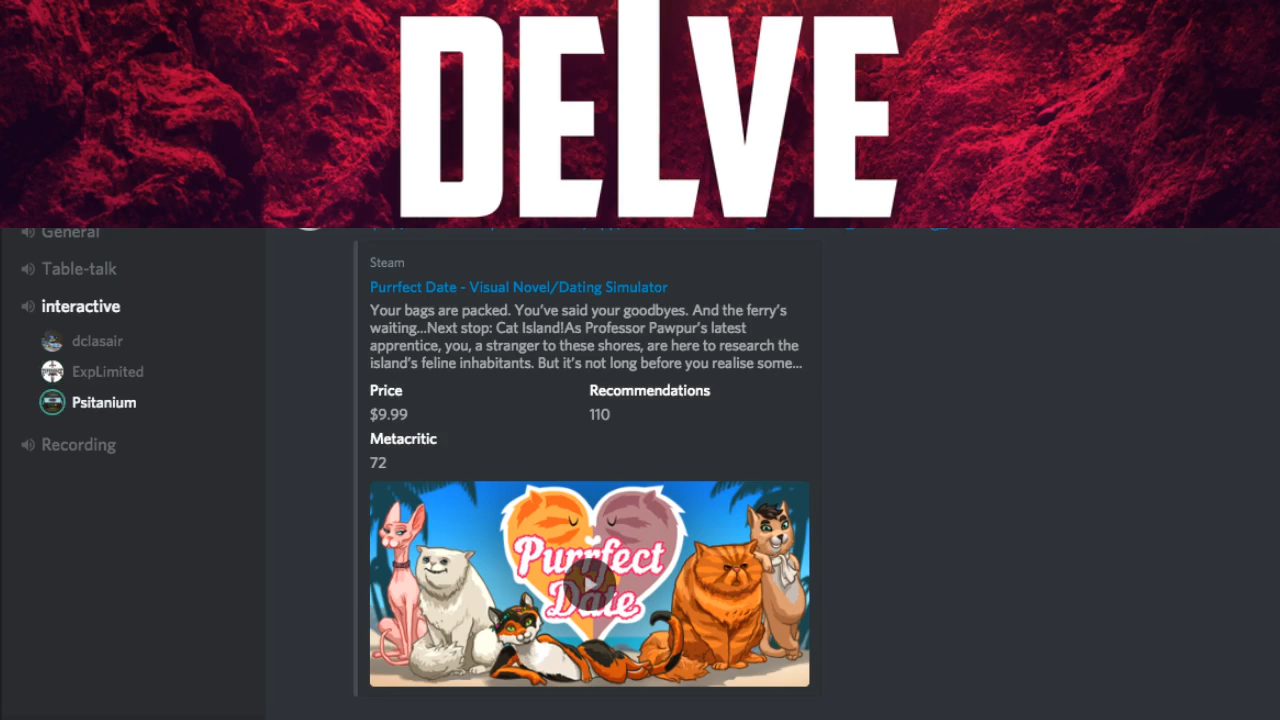 DELVE
General
Table-talk
interactive
dclasair
ExpLimited
Psitanium
Recording
Steam
Purrfect Date - Visual Novel/Dating Simulator
Your bags are packed. You've said your goodbyes. And the ferry's
waiting...Next stop: Cat Island!As Professor Pawpur's latest
apprentice, you, a stranger to these shores, are here to research the
island's feline inhabitants. But it's not long before you realise some...
Price
Recommendations
$9.99
110
Metacritic
72
Purrfect
Date